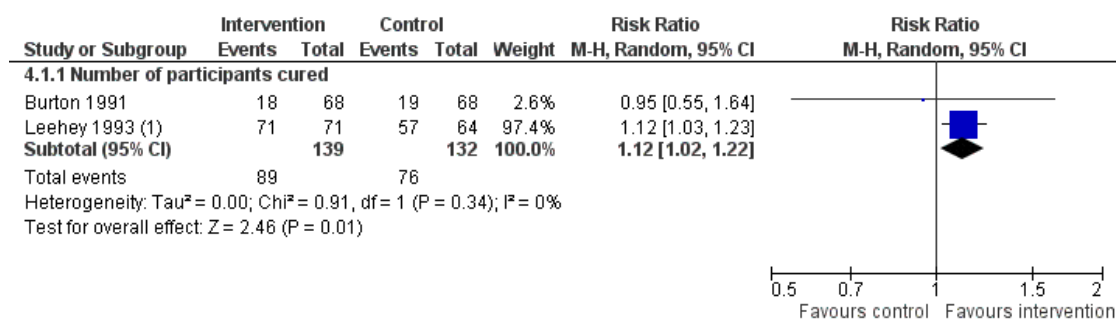 Intervention Control Risk Ratio Risk Ratio
Study or Subgroup Events Total Events Total Weight M-H, Random, 95% CI M-H, Random, 95% CI
4.1.1 Number of participants cured
Burton 1991 18 68 19 68 2.6% 0.95 [0.55, 1.64]
Leehey 1993 (1) 71 71 57 64 97.4% 1.12 [1.03, 1.23]
Subtotal (95% CI) 139 132 100.0% 1.12 [1.02, 1.22]
Total events 89 76
Heterogeneity: Tau² = 0.00; Chi² = 0.91, df = 1 (P = 0.34); I² = 0%
Test for overall effect: Z = 2.46 (P = 0.01)
0.5 0.7 1 1.5 2
Favours control Favours intervention